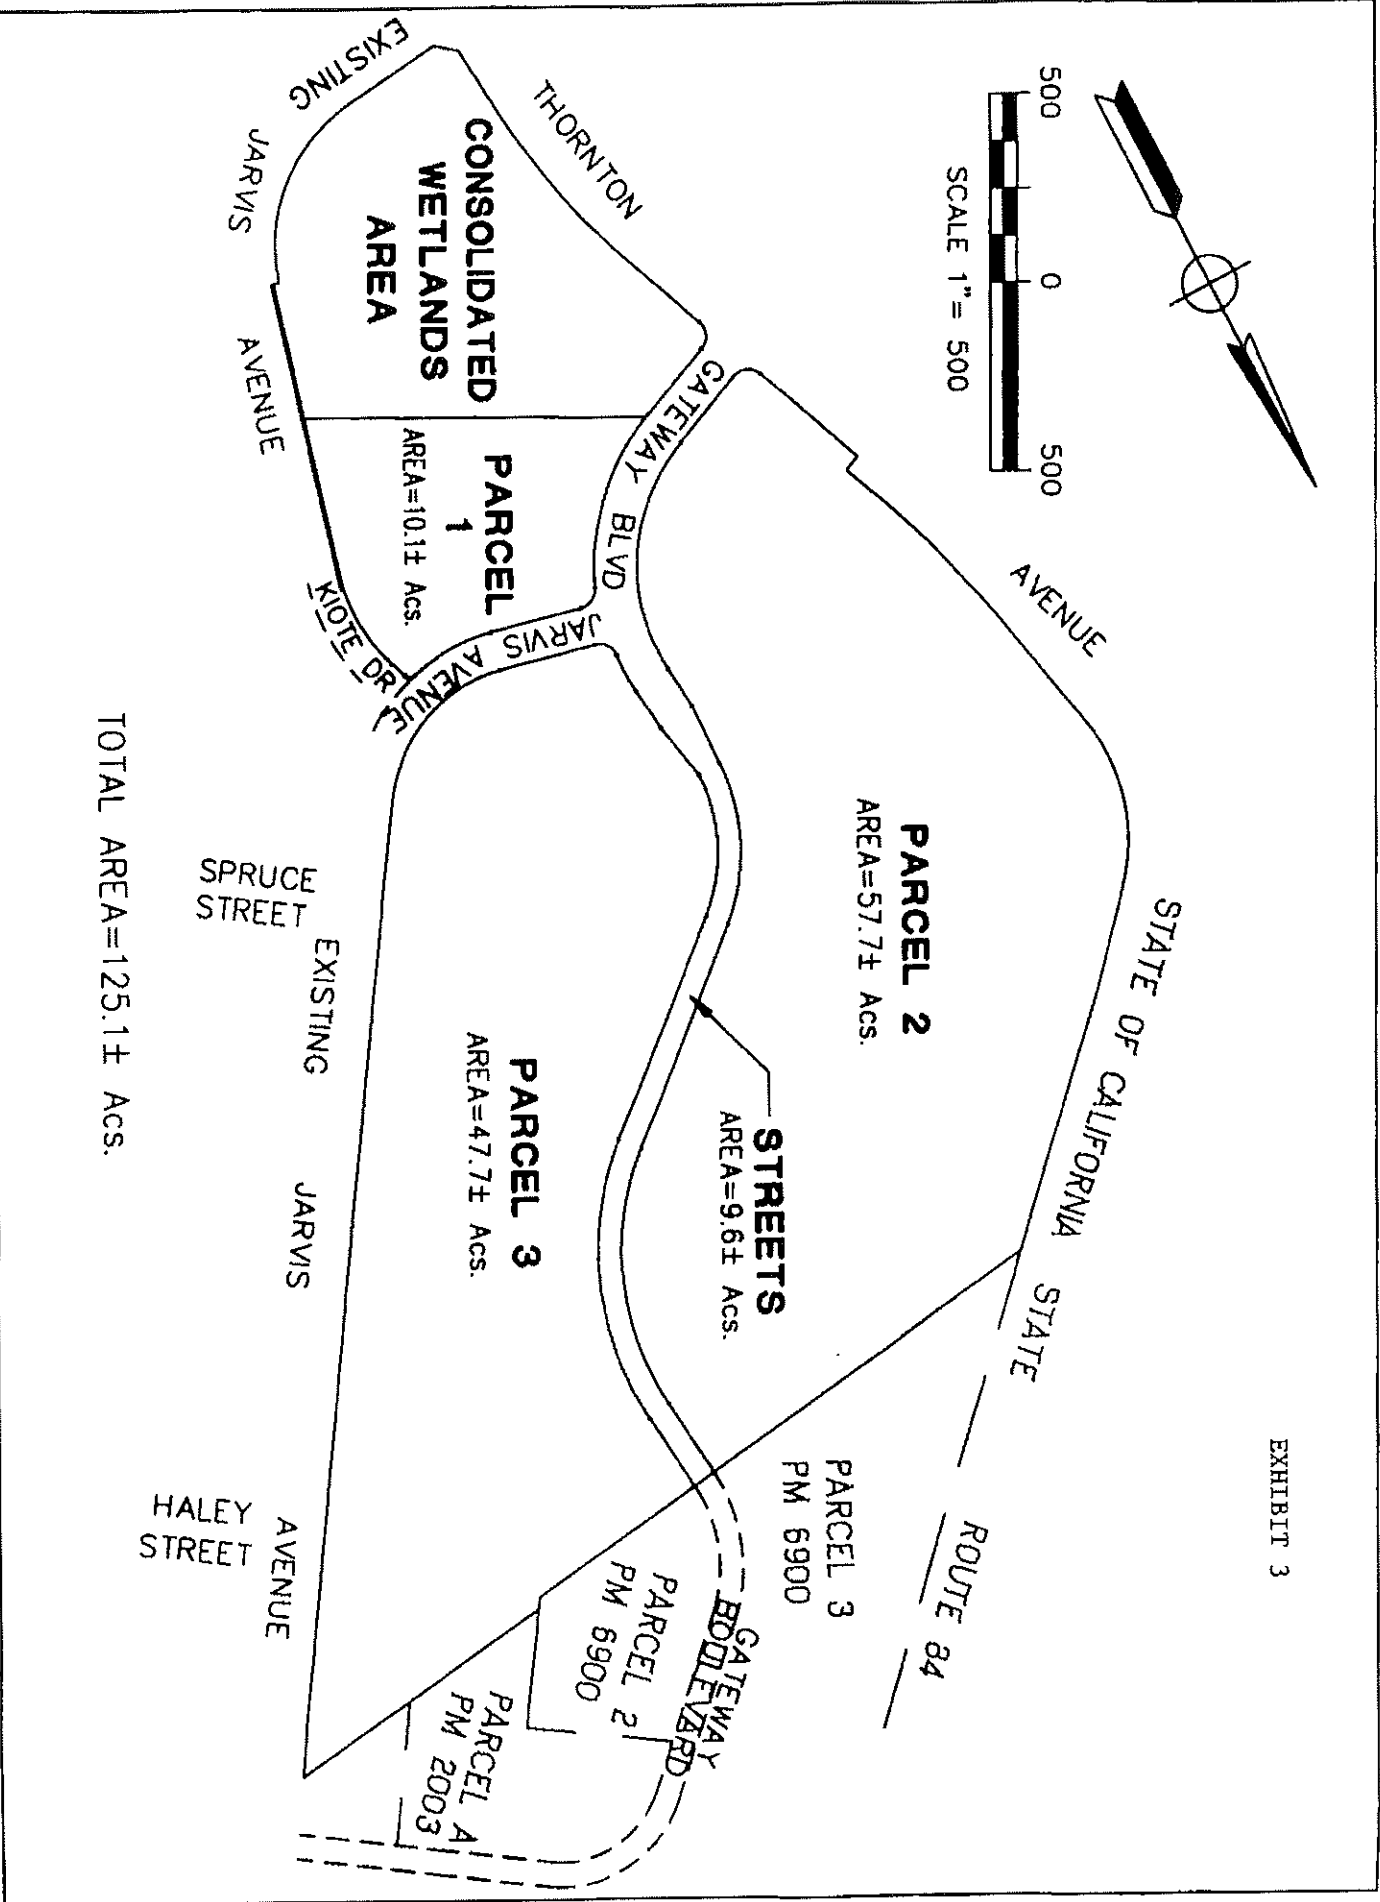 EXHIBIT 3
500 0 500
SCALE 1"= 500
THORNTON
AVENUE
STATE OF CALIFORNIA
STATE
ROUTE 84
EXISTING
JARVIS
AVENUE
CONSOLIDATED
WETLANDS
AREA
PARCEL
1
AREA=10.1± Acs.
GATEWAY BLVD
JARVIS AVENUE
KIOTE DR
PARCEL 2
AREA=57.7± Acs.
STREETS
AREA=9.6± Acs.
PARCEL 3
AREA=47.7± Acs.
PARCEL 3
PM 6900
PARCEL 2
PM 6900
GATEWAY
BOULEVARD
PARCEL A
PM 2003
SPRUCE
STREET
EXISTING
JARVIS
AVENUE
HALEY
STREET
TOTAL AREA=125.1± Acs.